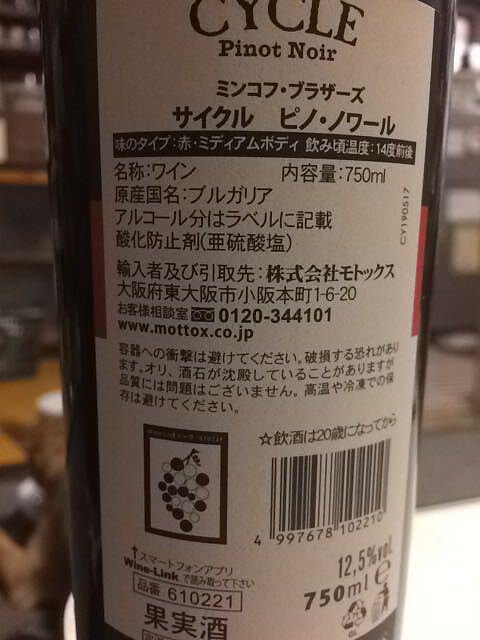 CYCLE
Pinot Noir
ミンコフ・ブラザーズ
サイクル ピノ・ノワール
味のタイプ：赤・ミディアムボディ 飲み頃温度：14度前後
名称：ワイン 内容量：750ml
原産国名：ブルガリア
アルコール分はラベルに記載
酸化防止剤(亜硫酸塩)
CY190517
輸入者及び引取先：株式会社モトックス
大阪府東大阪市小阪本町1-6-20
お客様相談室 0120-344101
www.mottox.co.jp
容器への衝撃は避けてください。破損する恐れがあり
ます。オリ、酒石が沈殿していることがありますが
品質には問題はございません。高温や冷凍での保
存は避けてください。
☆飲酒は20歳になってから
4 997678 102210
↑スマートフォンアプリ
Wine-Link で読み取って下さい
品番 610221
果実酒
12,5%vol.
750ml e